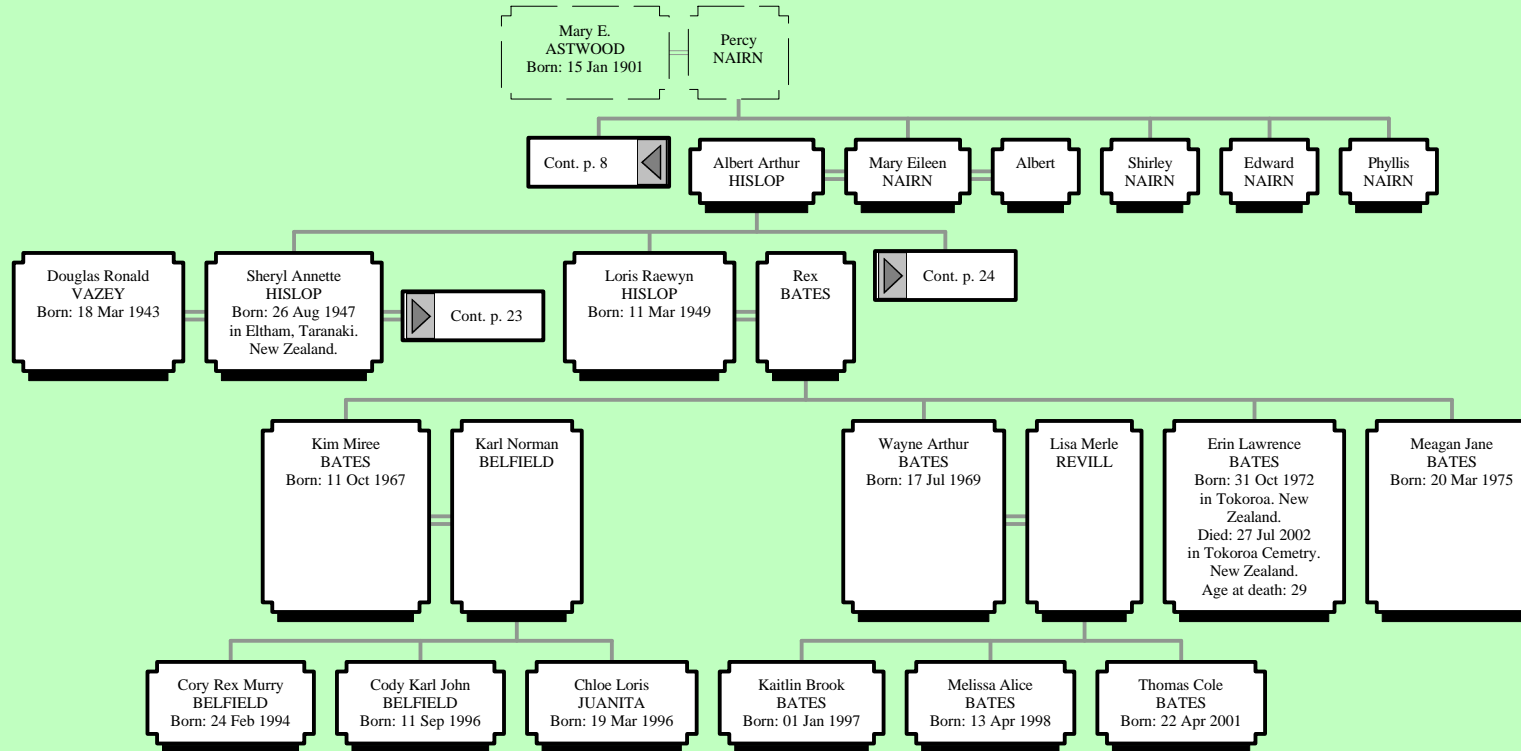 Mary E.
ASTWOOD
Born: 15 Jan 1901
Percy
NAIRN
Cont. p. 8
Albert Arthur
HISLOP
Mary Eileen
NAIRN
Albert
Shirley
NAIRN
Edward
NAIRN
Phyllis
NAIRN
Douglas Ronald
VAZEY
Born: 18 Mar 1943
Sheryl Annette
HISLOP
Born: 26 Aug 1947
in Eltham, Taranaki.
New Zealand.
Cont. p. 23
Loris Raewyn
HISLOP
Born: 11 Mar 1949
Rex
BATES
Cont. p. 24
Kim Miree
BATES
Born: 11 Oct 1967
Karl Norman
BELFIELD
Wayne Arthur
BATES
Born: 17 Jul 1969
Lisa Merle
REVILL
Erin Lawrence
BATES
Born: 31 Oct 1972
in Tokoroa. New
Zealand.
Died: 27 Jul 2002
in Tokoroa Cemetry.
New Zealand.
Age at death: 29
Meagan Jane
BATES
Born: 20 Mar 1975
Cory Rex Murry
BELFIELD
Born: 24 Feb 1994
Cody Karl John
BELFIELD
Born: 11 Sep 1996
Chloe Loris
JUANITA
Born: 19 Mar 1996
Kaitlin Brook
BATES
Born: 01 Jan 1997
Melissa Alice
BATES
Born: 13 Apr 1998
Thomas Cole
BATES
Born: 22 Apr 2001